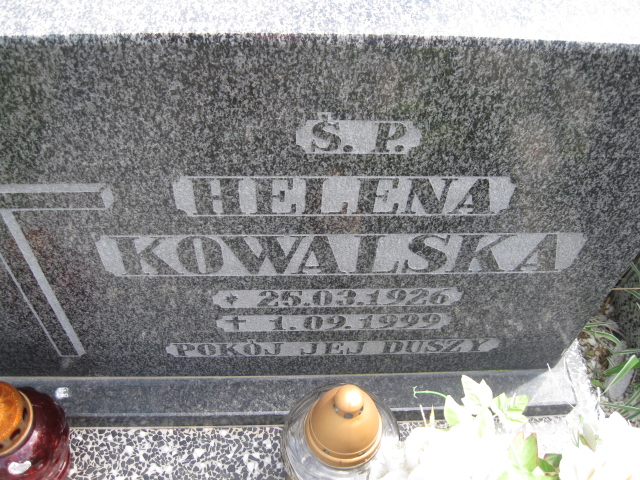 Ś. P.
HELENA
KOWALSKA
* 25.03.1926
+ 1.09.1999
POKÓJ JEJ DUSZY